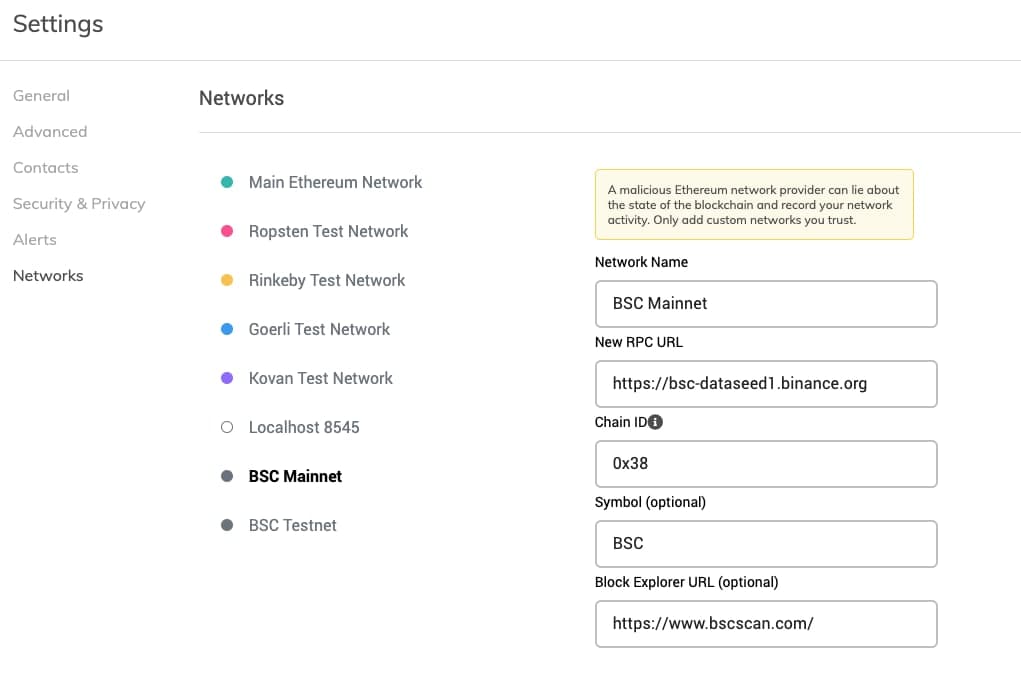 Settings
General
Advanced
Contacts
Security & Privacy
Alerts
Networks
Networks
Main Ethereum Network
Ropsten Test Network
Rinkeby Test Network
Goerli Test Network
Kovan Test Network
Localhost 8545
BSC Mainnet
BSC Testnet
A malicious Ethereum network provider can lie about
the state of the blockchain and record your network
activity. Only add custom networks you trust.
Network Name
BSC Mainnet
New RPC URL
https://bsc-dataseed1.binance.org
Chain ID
0x38
Symbol (optional)
BSC
Block Explorer URL (optional)
https://www.bscscan.com/